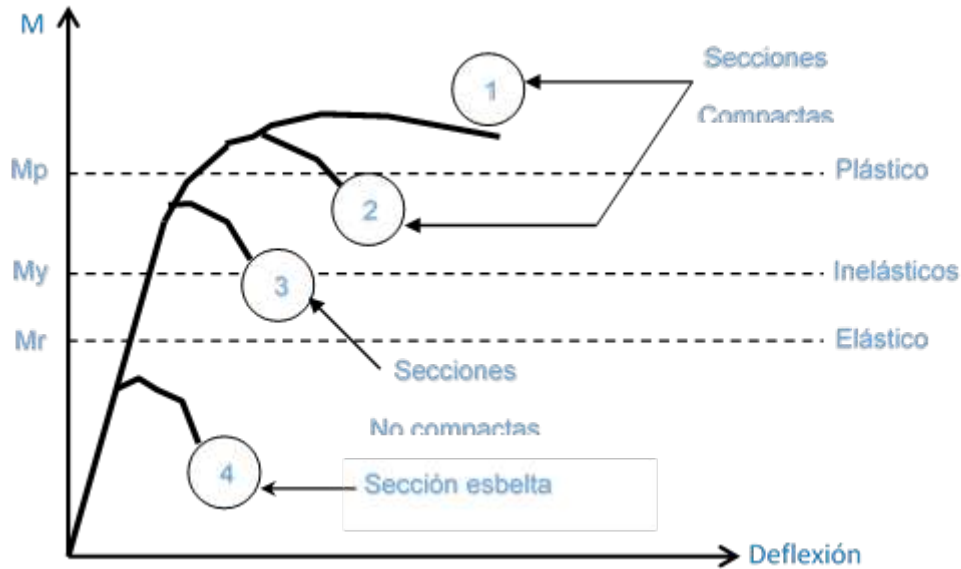 M
Secciones
1
Compactas
Mp
Plástico
2
My
3
Inelásticos
Mr
Elástico
Secciones
No compactas
4
Sección esbelta
Deflexión